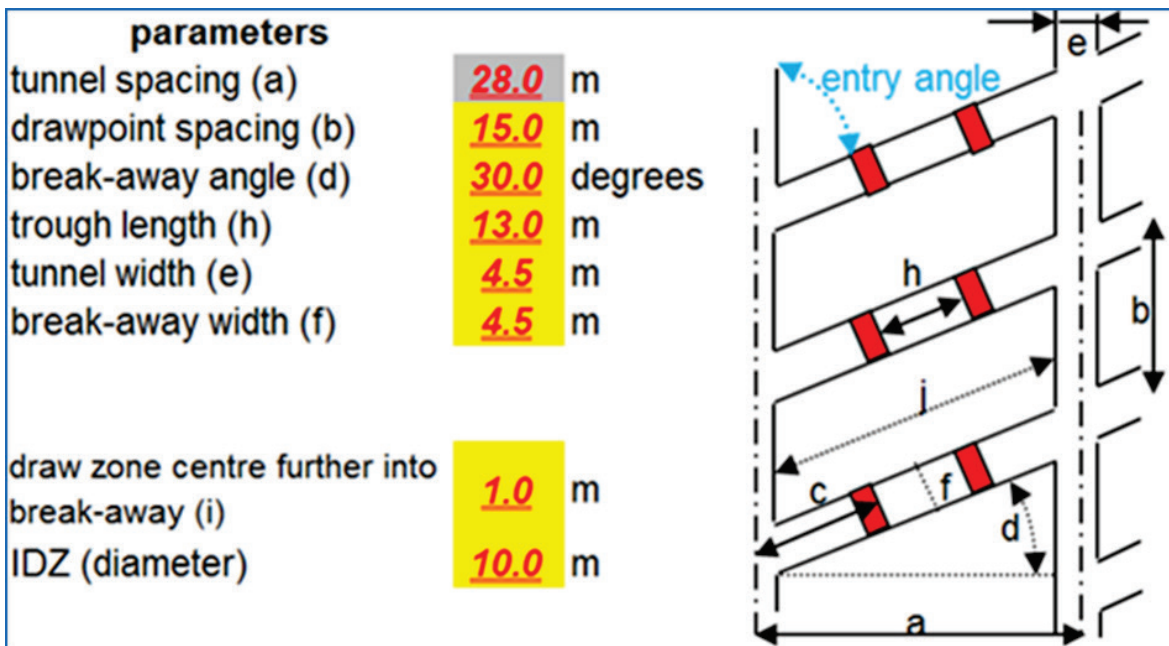 parameters
tunnel spacing (a) 28.0 m
drawpoint spacing (b) 15.0 m
break-away angle (d) 30.0 degrees
trough length (h) 13.0 m
tunnel width (e) 4.5 m
break-away width (f) 4.5 m
draw zone centre further into
break-away (i) 1.0 m
IDZ (diameter) 10.0 m
e
entry angle
h
b
j
c
f
d
a